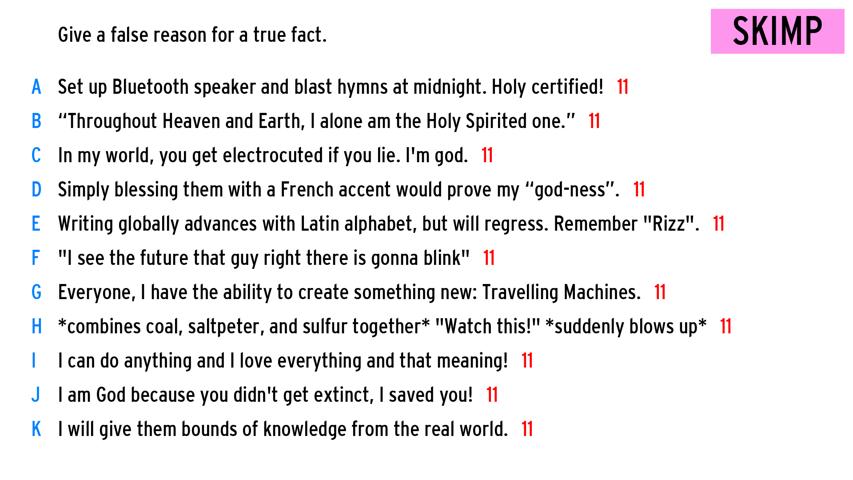 Give a false reason for a true fact.
SKIMP
A Set up Bluetooth speaker and blast hymns at midnight. Holy certified! 11
B “Throughout Heaven and Earth, I alone am the Holy Spirited one.” 11
C In my world, you get electrocuted if you lie. I'm god. 11
D Simply blessing them with a French accent would prove my “god-ness”. 11
E Writing globally advances with Latin alphabet, but will regress. Remember "Rizz". 11
F "I see the future that guy right there is gonna blink" 11
G Everyone, I have the ability to create something new: Travelling Machines. 11
H *combines coal, saltpeter, and sulfur together* "Watch this!" *suddenly blows up* 11
I I can do anything and I love everything and that meaning! 11
J I am God because you didn't get extinct, I saved you! 11
K I will give them bounds of knowledge from the real world. 11